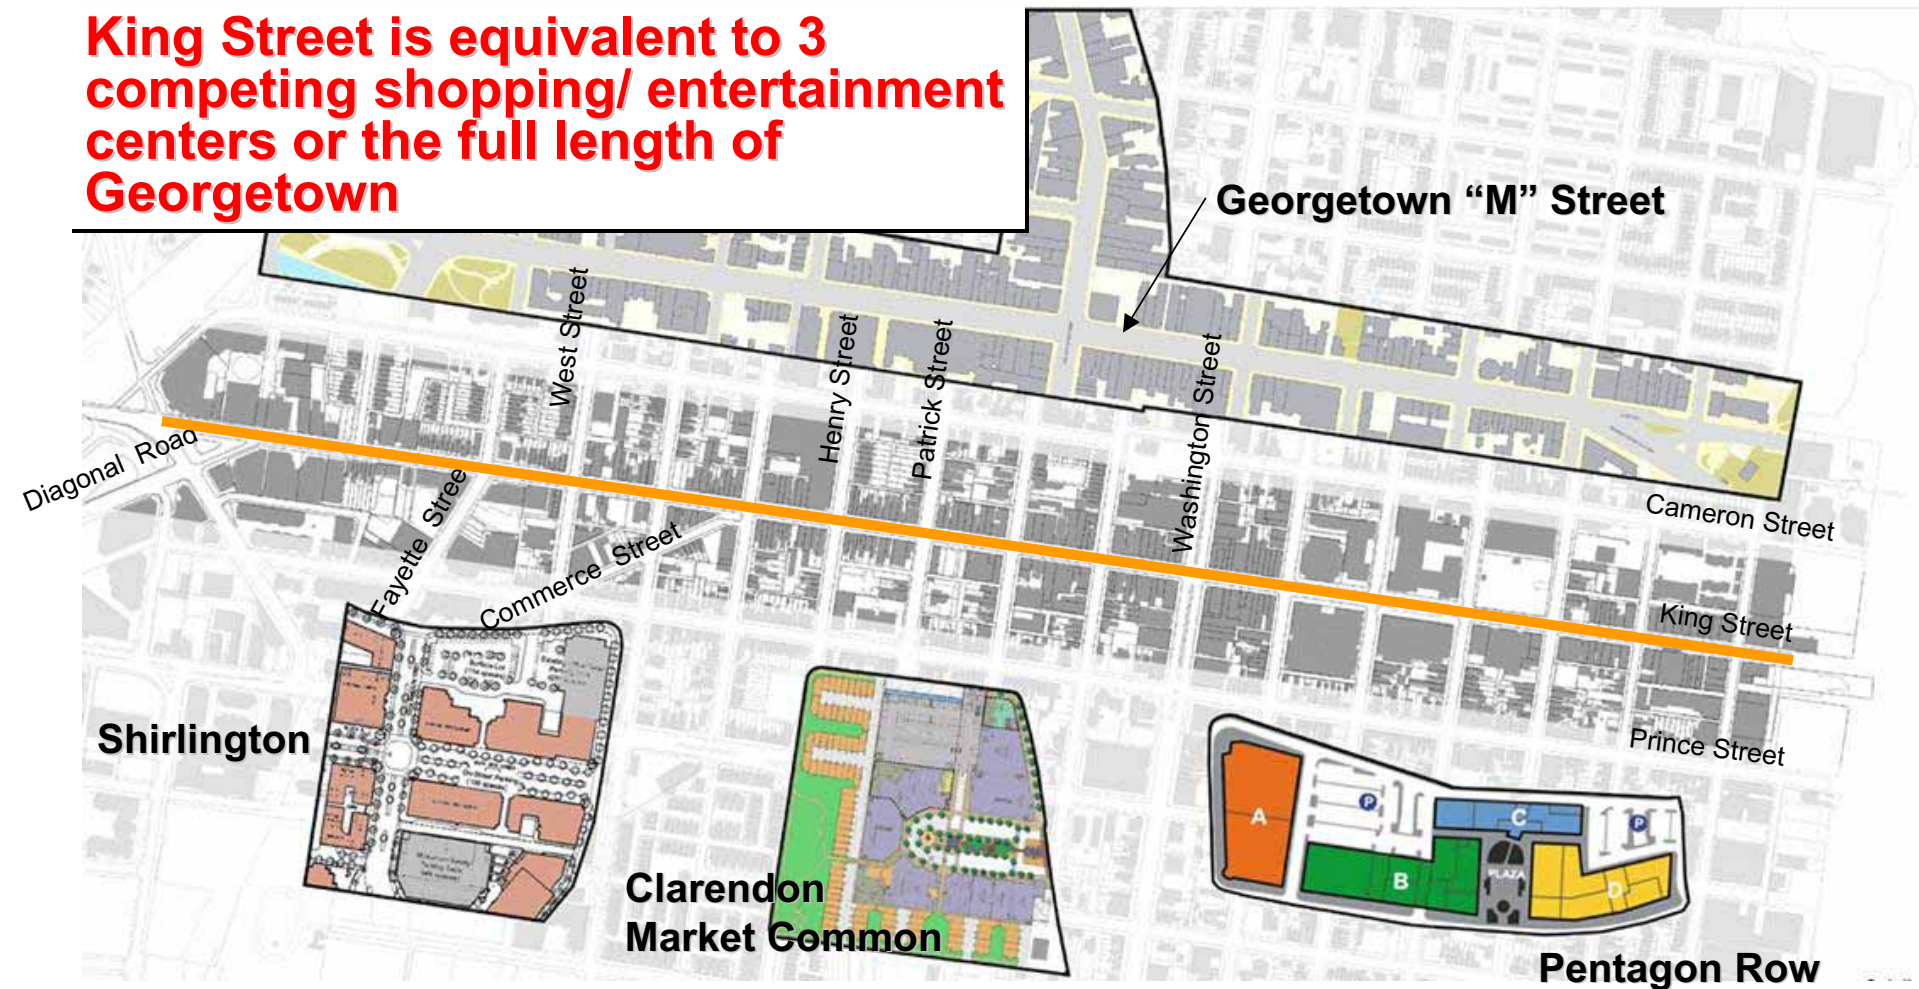 King Street is equivalent to 3
competing shopping/ entertainment
centers or the full length of
Georgetown
Georgetown “M” Street
West Street
Henry Street
Patrick Street
Washington Street
Diagonal Road
Fayette Stree
Commerce Street
Cameron Street
King Street
Prince Street
Shirlington
Clarendon
Market Common
A
P
C
P
B
PLAZA
D
Pentagon Row